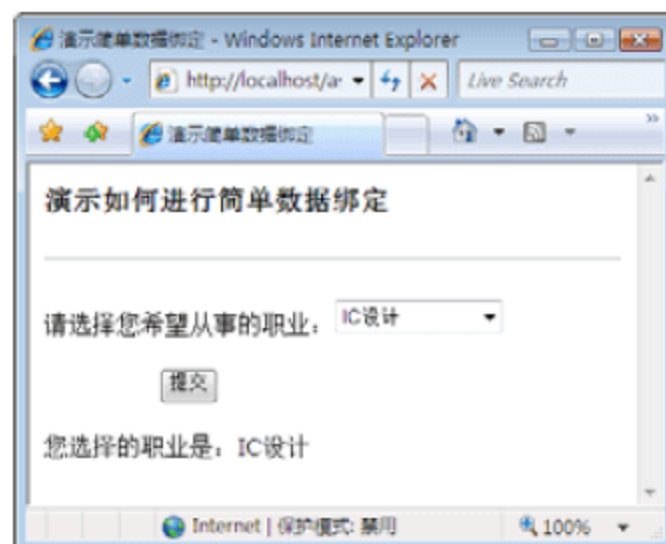 演示简单数据绑定 - Windows Internet Explorer
http://localhost/a
Live Search
演示简单数据绑定
演示如何进行简单数据绑定
请选择您希望从事的职业： IC设计
提交
您选择的职业是：IC设计
Internet | 保护模式: 禁用
100%